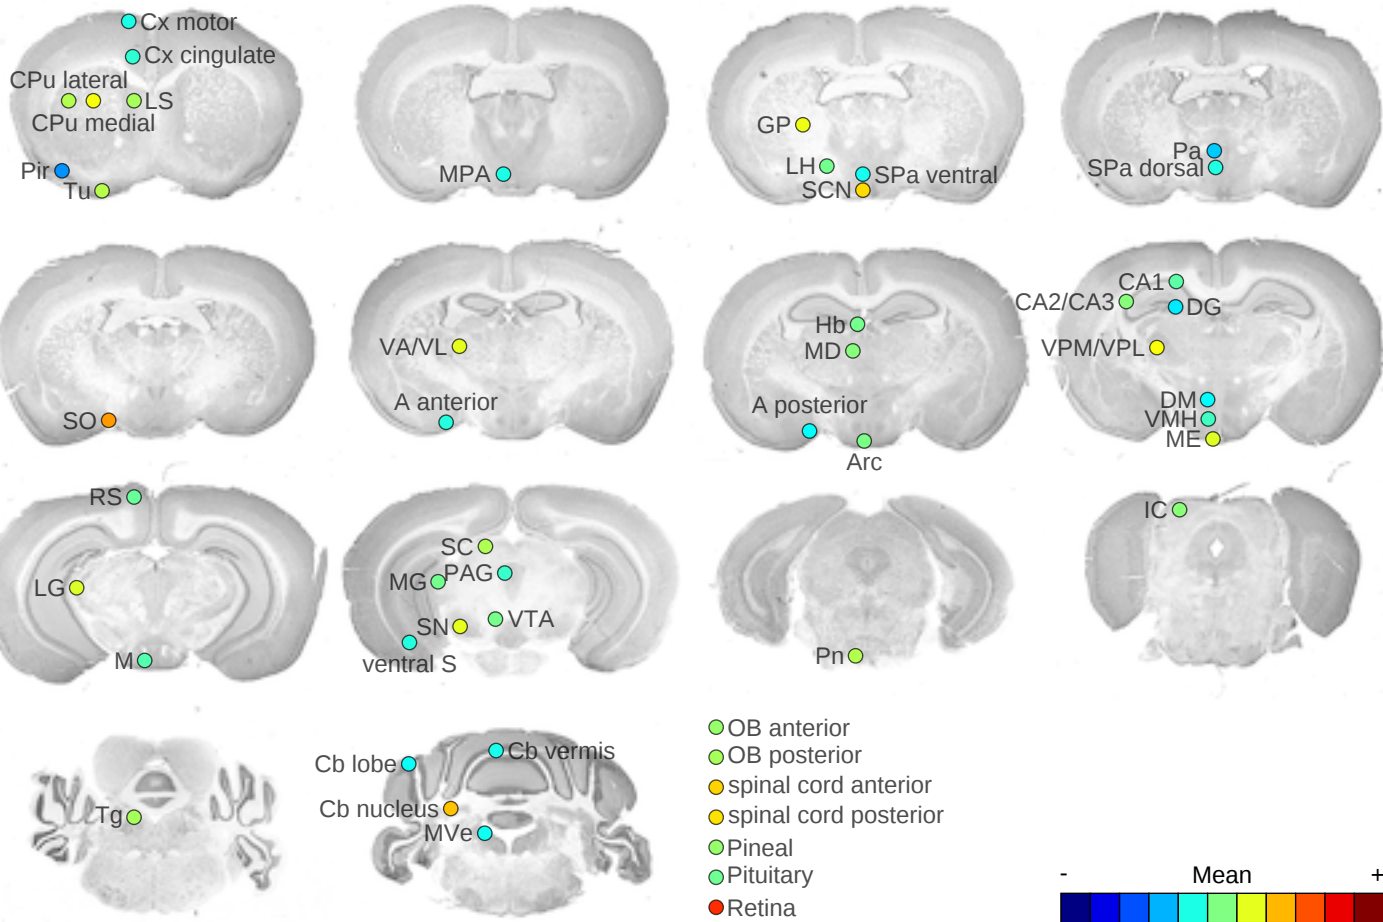 Cx motor
Cx cingulate
CPu lateral
LS
CPu medial
Pir
Tu
MPA
GP
LH
SPa ventral
SCN
Pa
SPa dorsal
SO
VA/VL
A anterior
Hb
MD
A posterior
Arc
CA1
CA2/CA3
DG
VPM/VPL
DM
VMH
ME
RS
LG
M
SC
MG
PAG
SN
VTA
ventral S
Pn
IC
Tg
Cb lobe
Cb vermis
Cb nucleus
MVe
OB anterior
OB posterior
spinal cord anterior
spinal cord posterior
Pineal
Pituitary
Retina
- Mean +